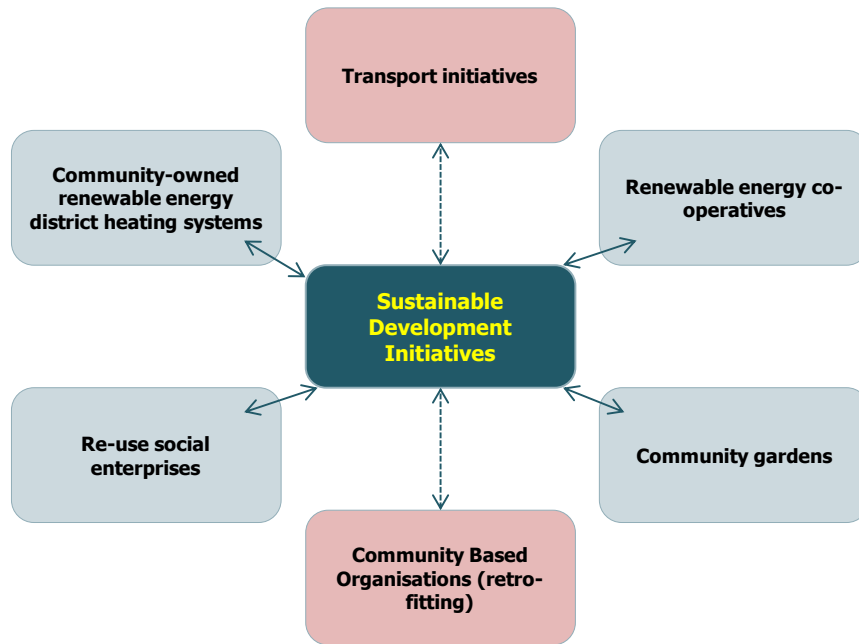 Transport initiatives
Community-owned
renewable energy
district heating systems
Renewable energy co-
operatives
Sustainable
Development
Initiatives
Re-use social
enterprises
Community gardens
Community Based
Organisations (retro-
fitting)